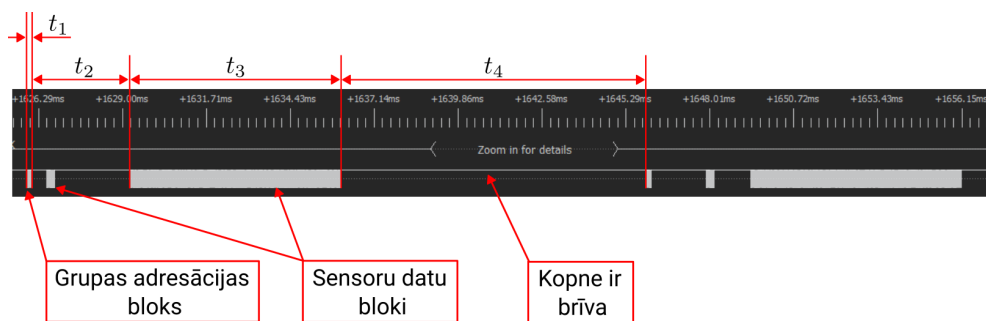 t1
t2 t3 t4
+1626.29ms +1629.00ms +1631.71ms +1634.43ms +1637.14ms +1639.86ms +1642.58ms +1645.29ms +1648.01ms +1650.72ms +1653.43ms +1656.15ms
Zoom in for details
Grupas adresācijas
bloks
Sensoru datu
bloki
Kopne ir
brīva